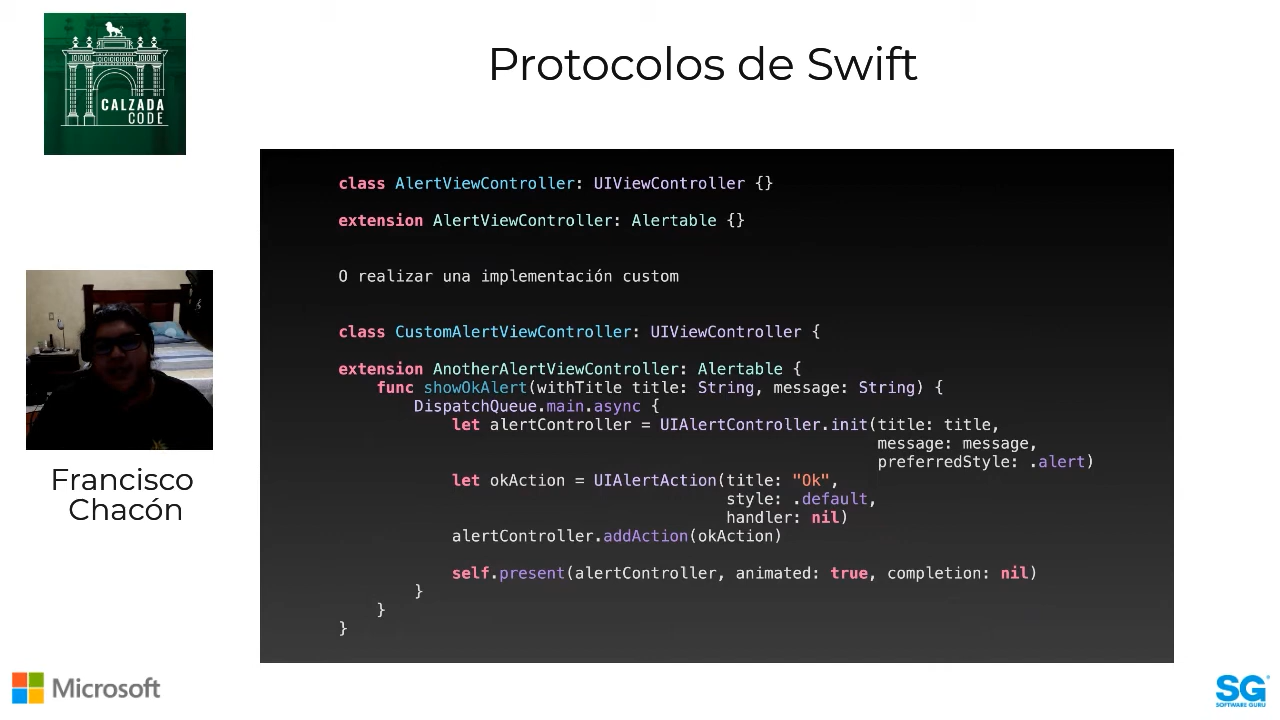 CALZADA
CODE
Protocolos de Swift
class AlertViewController: UIViewController {}
extension AlertViewController: Alertable {}
O realizar una implementación custom
class CustomAlertViewController: UIViewController {
extension AnotherAlertViewController: Alertable {
func showOkAlert(withTitle title: String, message: String) {
DispatchQueue.main.async {
let alertController = UIAlertController.init(title: title,
message: message,
preferredStyle: .alert)
let okAction = UIAlertAction(title: "Ok",
style: .default,
handler: nil)
alertController.addAction(okAction)
self.present(alertController, animated: true, completion: nil)
}
}
}
Francisco
Chacón
Microsoft
SG
SOFTWARE GURU